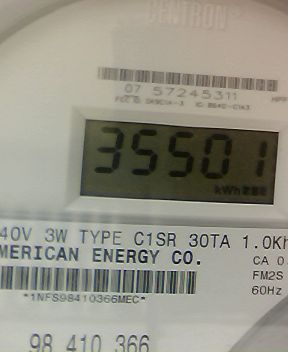 CENTRON®
07 57245311
35501
kWh
40V 3W TYPE C1SR 30TA 1.0Kh
MERICAN ENERGY CO.
CA 0.
FM2S
60Hz
*1NFS98410366MEC*
98 410 366